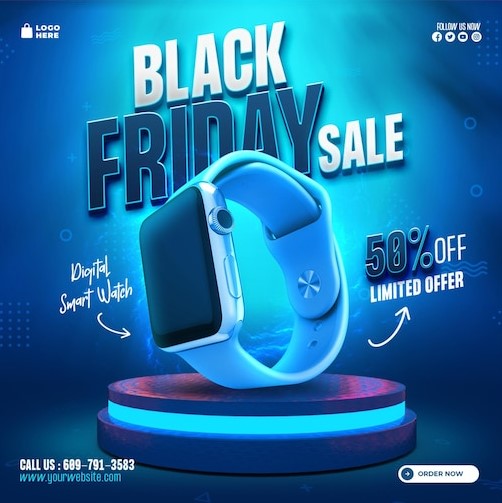 LOGO
HERE
FOLLOW US NOW
BLACK
FRIDAY
SALE
50% OFF
LIMITED OFFER
Digital
Smart Watch
CALL US : 609-791-3583
www.yourwebsite.com
ORDER NOW